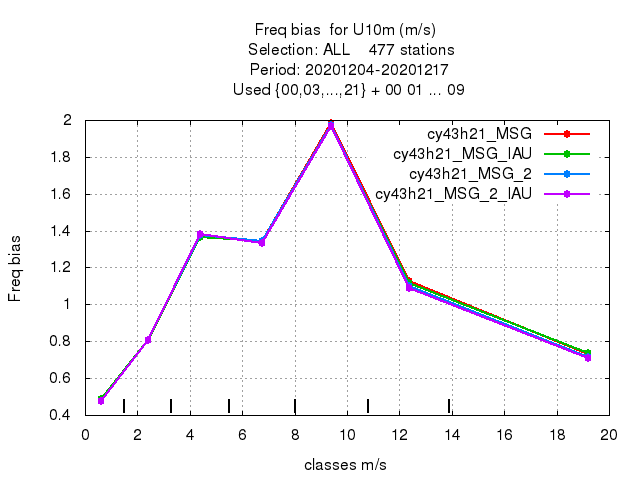 Freq bias  for U10m (m/s)
Selection: ALL    477 stations
Period: 20201204-20201217
Used {00,03,...,21} + 00 01 ... 09
cy43h21_MSG
cy43h21_MSG_IAU
cy43h21_MSG_2
cy43h21_MSG_2_IAU
Freq bias
2
1.8
1.6
1.4
1.2
1
0.8
0.6
0.4
0 2 4 6 8 10 12 14 16 18 20
classes m/s